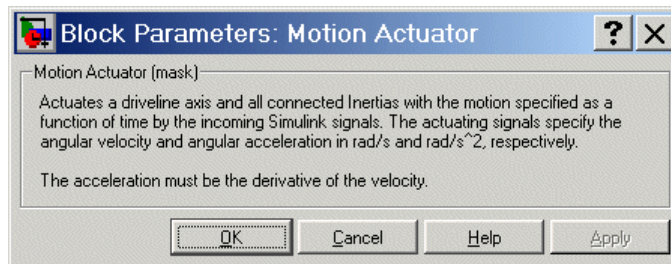 Block Parameters: Motion Actuator
Motion Actuator (mask)
Actuates a driveline axis and all connected Inertias with the motion specified as a
function of time by the incoming Simulink signals. The actuating signals specify the
angular velocity and angular acceleration in rad/s and rad/s^2, respectively.
The acceleration must be the derivative of the velocity.
OK Cancel Help Apply